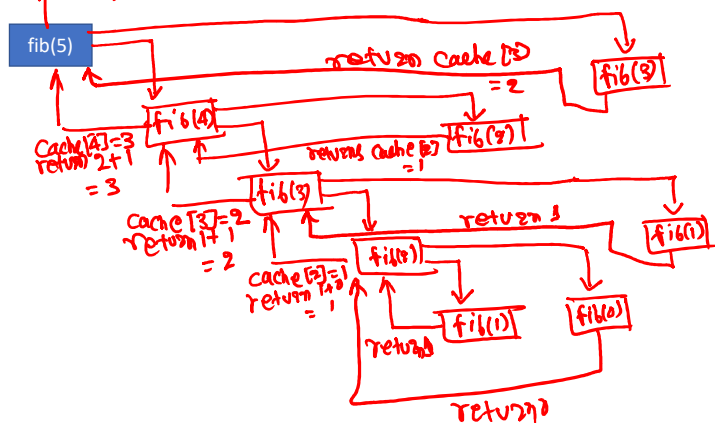 fib(5)
return cache[3]
= 2
fib(3)
fib(4)
cache[4]=3
return 2+1
= 3
fib(2)
returns cache[2]
= 1
fib(3)
cache[3]=2
return 1+1
= 2
return 1
fib(1)
fib(2)
cache[2]=1
return 1+0
= 1
fib(1)
fib(0)
return 1
return 0